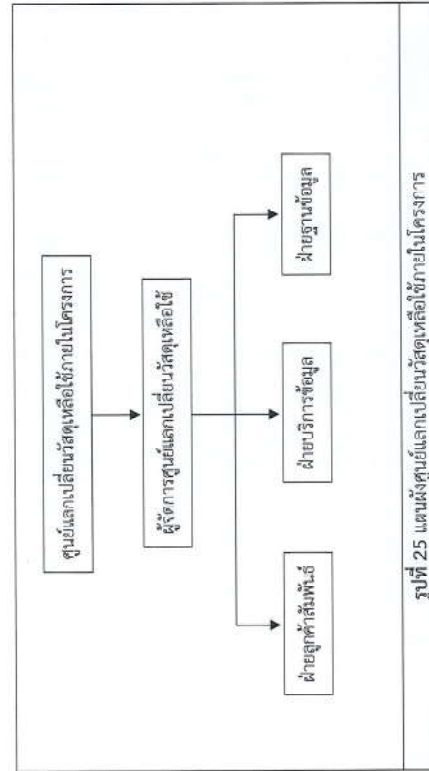 ศูนย์แลกเปลี่ยนวัสดุเหลือใช้ภายในโครงการ
ผู้จัดการศูนย์แลกเปลี่ยนวัสดุเหลือใช้
ฝ่ายลูกค้าสัมพันธ์
ฝ่ายบริการข้อมูล
ฝ่ายฐานข้อมูล
รูปที่ 25 แผนผังศูนย์แลกเปลี่ยนวัสดุเหลือใช้ภายในโครงการ